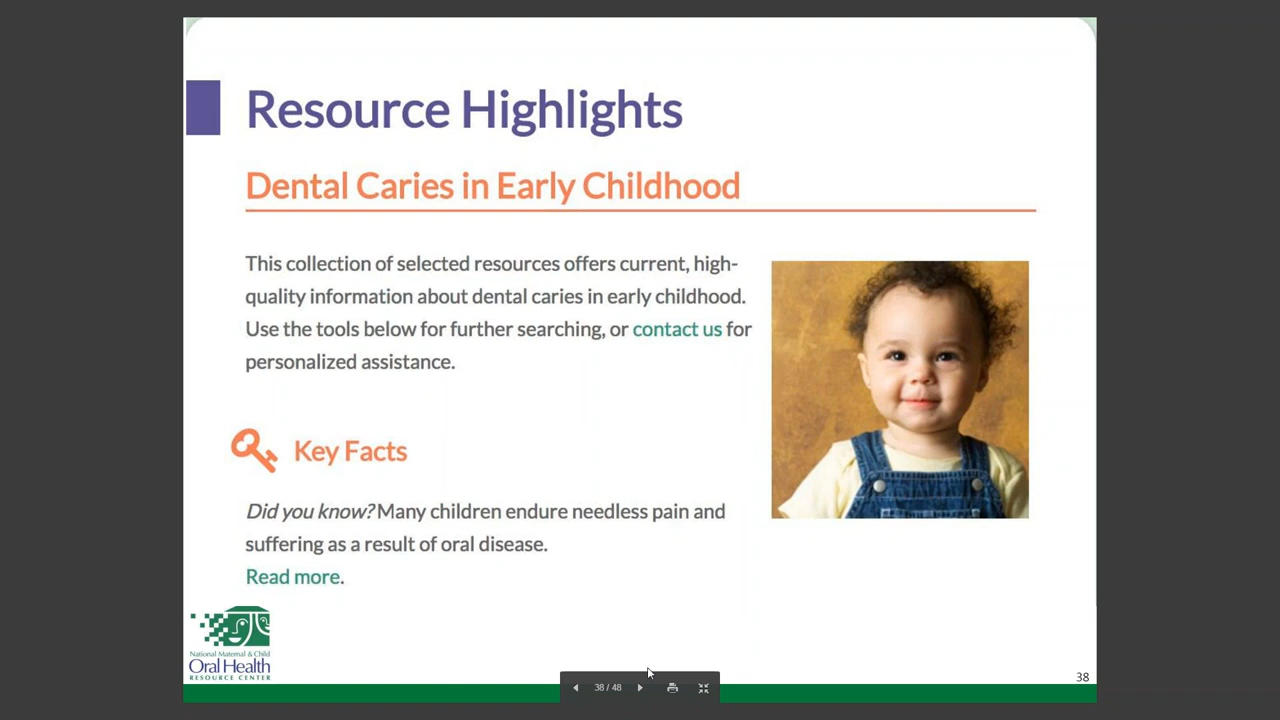 Resource Highlights
Dental Caries in Early Childhood
This collection of selected resources offers current, high-
quality information about dental caries in early childhood.
Use the tools below for further searching, or contact us for
personalized assistance.
Key Facts
Did you know? Many children endure needless pain and
suffering as a result of oral disease.
Read more.
National Maternal & Child
Oral Health
RESOURCE CENTER
38
38 / 48